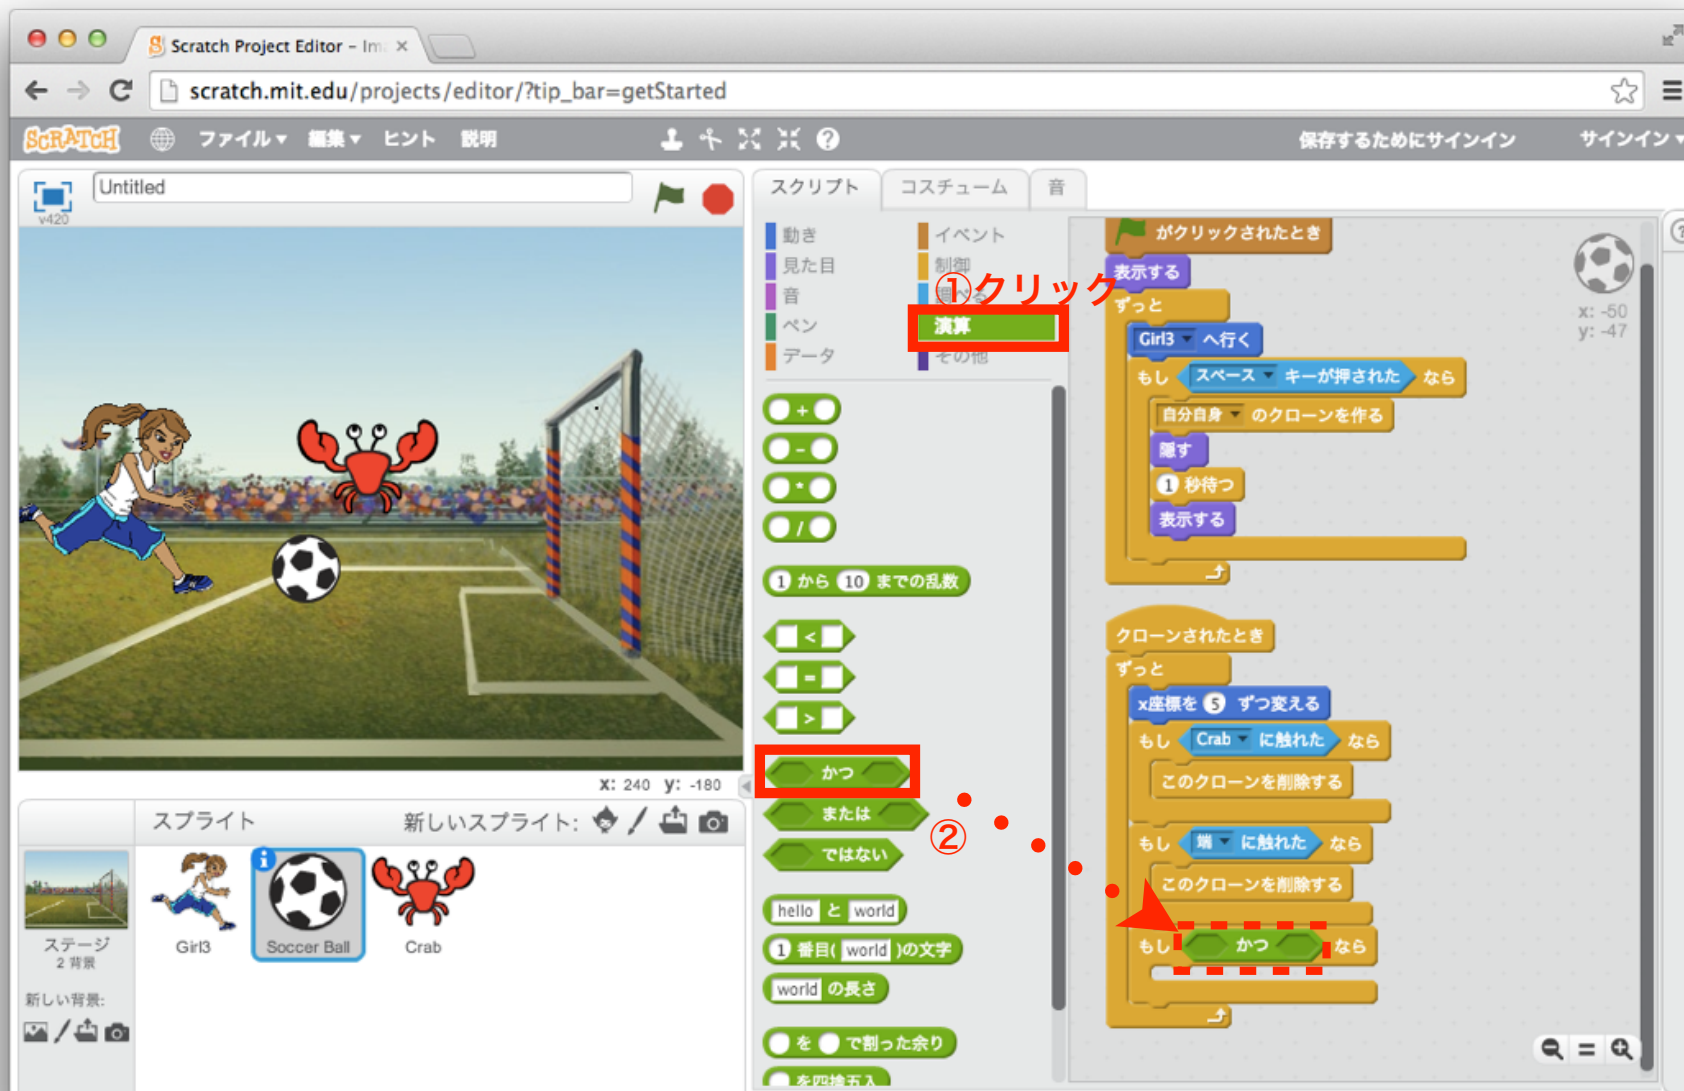 Scratch Project Editor – Im
scratch.mit.edu/projects/editor/?tip_bar=getStarted
SCRATCH ファイル 編集 ヒント 説明 保存するためにサインイン サインイン
v420
Untitled
スクリプト コスチューム 音
動き イベント
見た目 制御
音 調べる
ペン 演算
データ その他
①クリック
+
-
*
/
1 から 10 までの乱数
<
=
>
かつ
または
②
ではない
hello と world
1 番目( world )の文字
world の長さ
を で割った余り
を四捨五入
がクリックされたとき
表示する
ずっと
Girl3 へ行く
もし スペース キーが押された なら
自分自身 のクローンを作る
隠す
1 秒待つ
表示する
x: -50
y: -47
クローンされたとき
ずっと
x座標を 5 ずつ変える
もし Crab に触れた なら
このクローンを削除する
もし 端 に触れた なら
このクローンを削除する
もし かつ なら
x: 240 y: -180
スプライト 新しいスプライト:
ステージ
2 背景
新しい背景:
Girl3
Soccer Ball
Crab